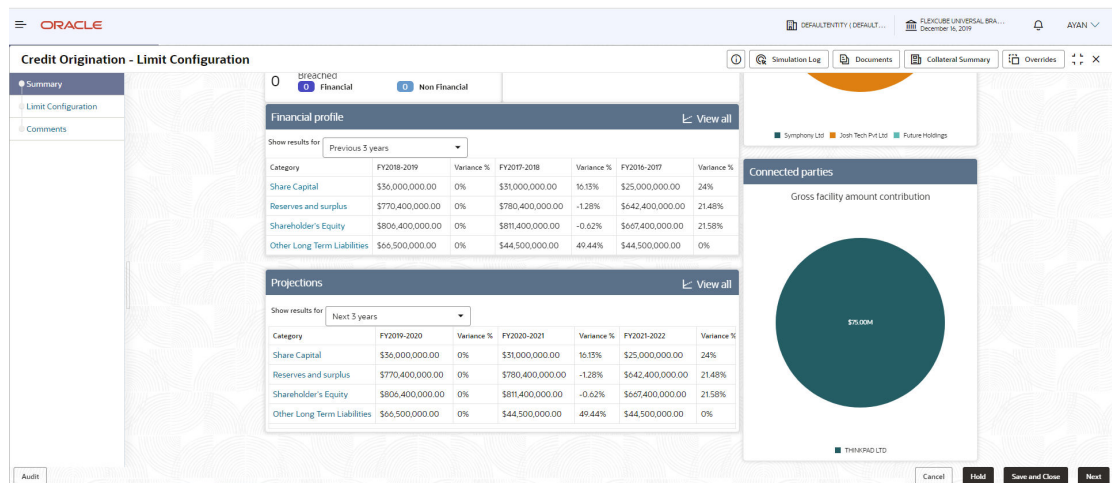 ORACLE
DEFAULTENTITY ( DEFAULT...
FLEXCUBE UNIVERSAL BRA...
December 16, 2019
AYAN
Credit Origination - Limit Configuration
Simulation Log
Documents
Collateral Summary
Overrides
Summary
Limit Configuration
Comments
0 Breached
0 Financial 0 Non Financial
Financial profile View all
Show results for Previous 3 years
Category FY2018-2019 Variance % FY2017-2018 Variance % FY2016-2017 Variance %
Share Capital $36,000,000.00 0% $31,000,000.00 16.13% $25,000,000.00 24%
Reserves and surplus $770,400,000.00 0% $780,400,000.00 -1.28% $642,400,000.00 21.48%
Shareholder's Equity $806,400,000.00 0% $811,400,000.00 -0.62% $667,400,000.00 21.58%
Other Long Term Liabilities $66,500,000.00 0% $44,500,000.00 49.44% $44,500,000.00 0%
Projections View all
Show results for Next 3 years
Category FY2019-2020 Variance % FY2020-2021 Variance % FY2021-2022 Variance %
Share Capital $36,000,000.00 0% $31,000,000.00 16.13% $25,000,000.00 24%
Reserves and surplus $770,400,000.00 0% $780,400,000.00 -1.28% $642,400,000.00 21.48%
Shareholder's Equity $806,400,000.00 0% $811,400,000.00 -0.62% $667,400,000.00 21.58%
Other Long Term Liabilities $66,500,000.00 0% $44,500,000.00 49.44% $44,500,000.00 0%
Symphony Ltd Josh Tech Pvt Ltd Future Holdings
Connected parties
Gross facility amount contribution
$75.00M
THINKPAD LTD
Audit
Cancel
Hold
Save and Close
Next